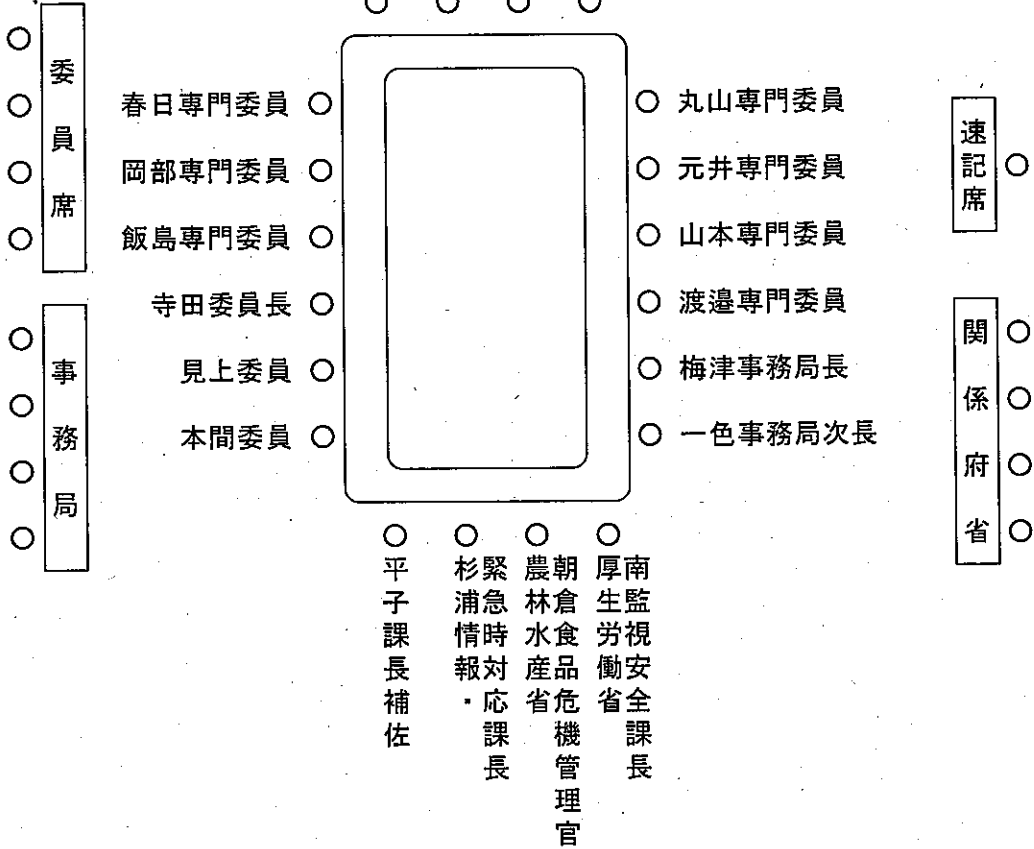 委員席
事務局
春日専門委員
岡部専門委員
飯島専門委員
寺田委員長
見上委員
本間委員
丸山専門委員
元井専門委員
山本専門委員
渡邉専門委員
梅津事務局長
一色事務局次長
速記席
関係府省
南監視安全課長
厚生労働省
朝倉食品危機管理官
農林水産省
緊急時対応課長
杉浦情報・
平子課長補佐